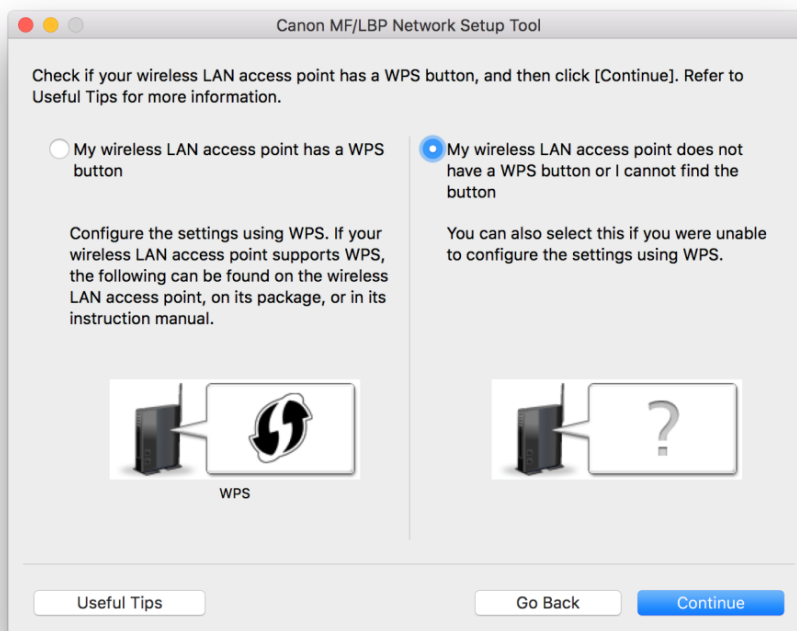 Canon MF/LBP Network Setup Tool
Check if your wireless LAN access point has a WPS button, and then click [Continue]. Refer to
Useful Tips for more information.
My wireless LAN access point has a WPS
button
Configure the settings using WPS. If your
wireless LAN access point supports WPS,
the following can be found on the wireless
LAN access point, on its package, or in its
instruction manual.
WPS
My wireless LAN access point does not
have a WPS button or I cannot find the
button
You can also select this if you were unable
to configure the settings using WPS.
?
Useful Tips
Go Back
Continue